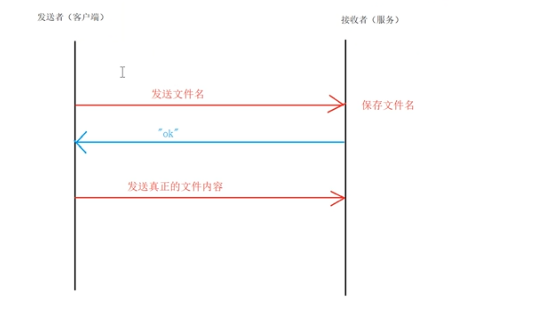 发送者（客户端）
接收者（服务）
发送文件名
保存文件名
"ok"
发送真正的文件内容